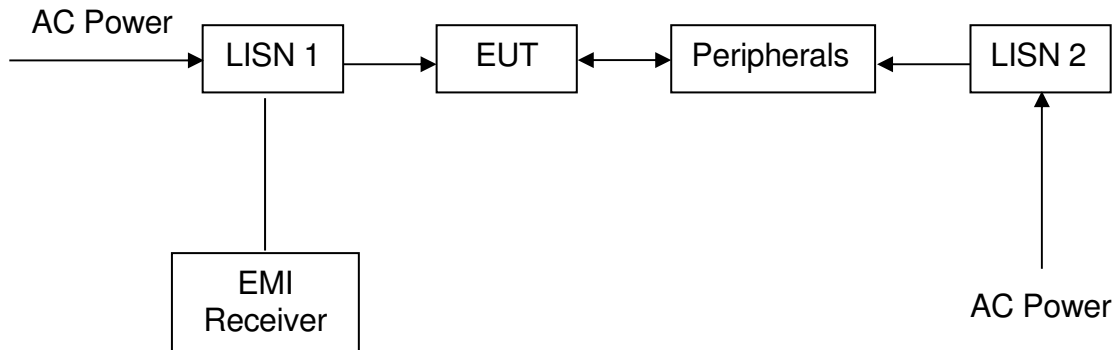 AC Power
LISN 1
EUT
Peripherals
LISN 2
EMI
Receiver
AC Power